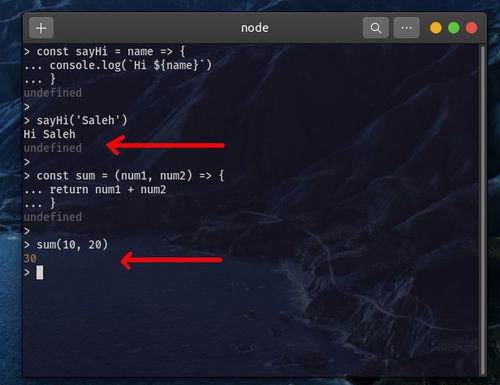 node
> const sayHi = name => {
... console.log(`Hi ${name}`)
... }
undefined
>
> sayHi('Saleh')
Hi Saleh
undefined
>
> const sum = (num1, num2) => {
... return num1 + num2
... }
undefined
>
> sum(10, 20)
30
>